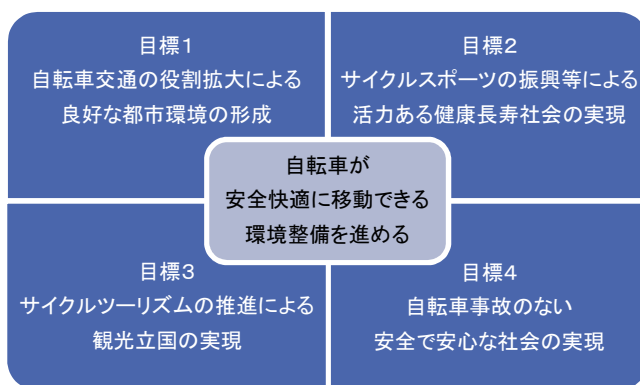 目標1
自転車交通の役割拡大による
良好な都市環境の形成
目標2
サイクルスポーツの振興等による
活力ある健康長寿社会の実現
自転車が
安全快適に移動できる
環境整備を進める
目標3
サイクルツーリズムの推進による
観光立国の実現
目標4
自転車事故のない
安全で安心な社会の実現